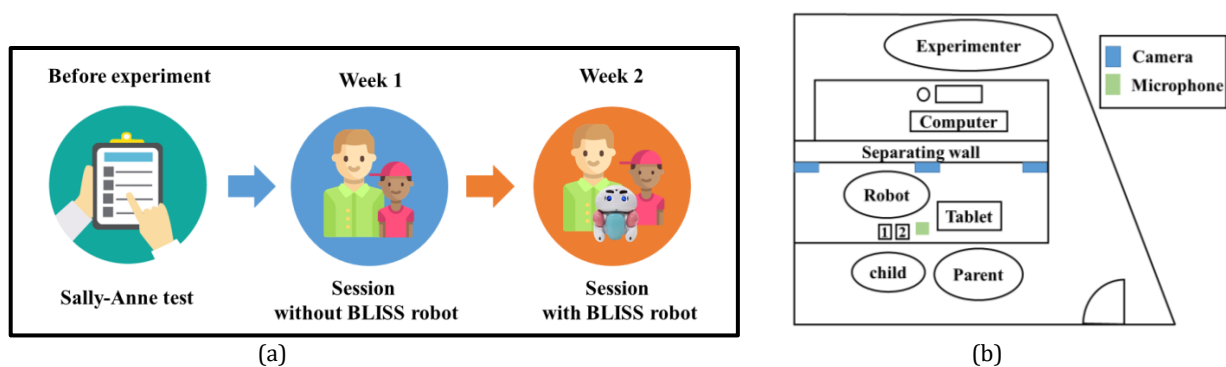 Before experiment
Week 1
Week 2
Sally-Anne test
Session
without BLISS robot
Session
with BLISS robot
(a)
Experimenter
Computer
Separating wall
Robot
Tablet
1 2
child
Parent
Camera
Microphone
(b)